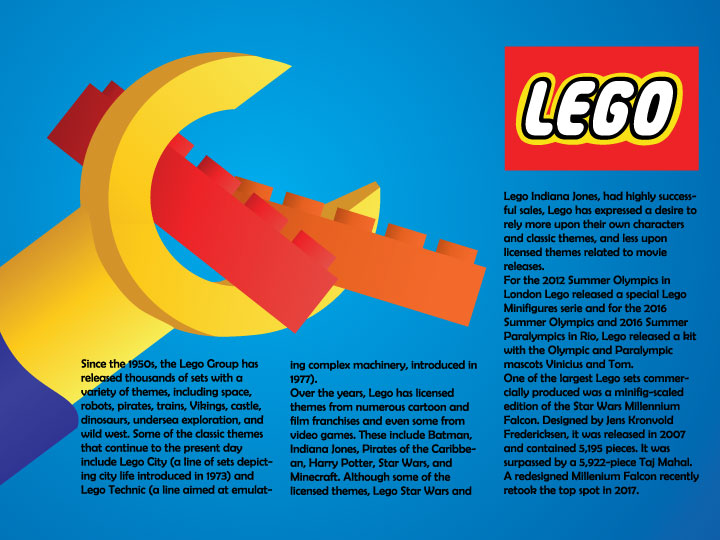 LEGO
Since the 1950s, the Lego Group has
released thousands of sets with a
variety of themes, including space,
robots, pirates, trains, Vikings, castle,
dinosaurs, undersea exploration, and
wild west. Some of the classic themes
that continue to the present day
include Lego City (a line of sets depict-
ing city life introduced in 1973) and
Lego Technic (a line aimed at emulat-
ing complex machinery, introduced in
1977).
Over the years, Lego has licensed
themes from numerous cartoon and
film franchises and even some from
video games. These include Batman,
Indiana Jones, Pirates of the Caribbe-
an, Harry Potter, Star Wars, and
Minecraft. Although some of the
licensed themes, Lego Star Wars and
Lego Indiana Jones, had highly success-
ful sales, Lego has expressed a desire to
rely more upon their own characters
and classic themes, and less upon
licensed themes related to movie
releases.
For the 2012 Summer Olympics in
London Lego released a special Lego
Minifigures serie and for the 2016
Summer Olympics and 2016 Summer
Paralympics in Rio, Lego released a kit
with the Olympic and Paralympic
mascots Vinicius and Tom.
One of the largest Lego sets commer-
cially produced was a minifig-scaled
edition of the Star Wars Millennium
Falcon. Designed by Jens Kronvold
Fredericksen, it was released in 2007
and contained 5,195 pieces. It was
surpassed by a 5,922-piece Taj Mahal.
A redesigned Millenium Falcon recently
retook the top spot in 2017.